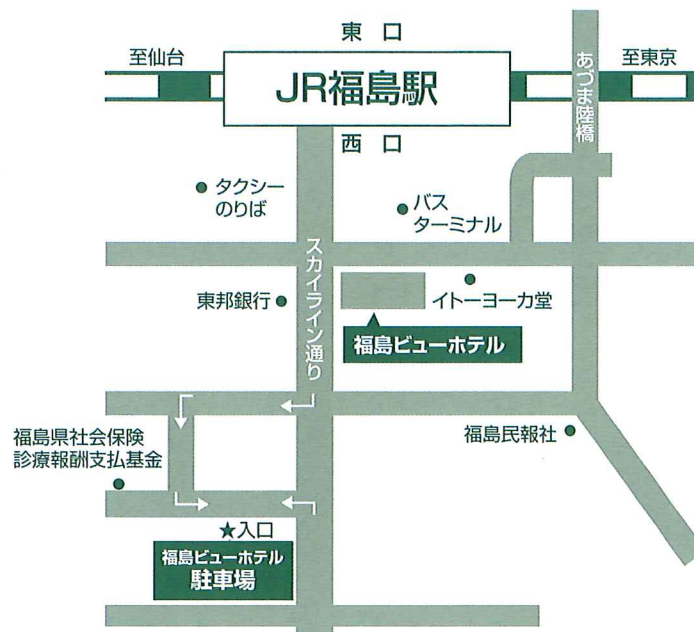 東 口
至仙台
JR福島駅
あづま陸橋
至東京
西 口
タクシー
のりば
バス
ターミナル
スカイライン通り
東邦銀行
イトーヨーカ堂
福島ビューホテル
福島県社会保険
診療報酬支払基金
福島民報社
★入口
福島ビューホテル
駐車場